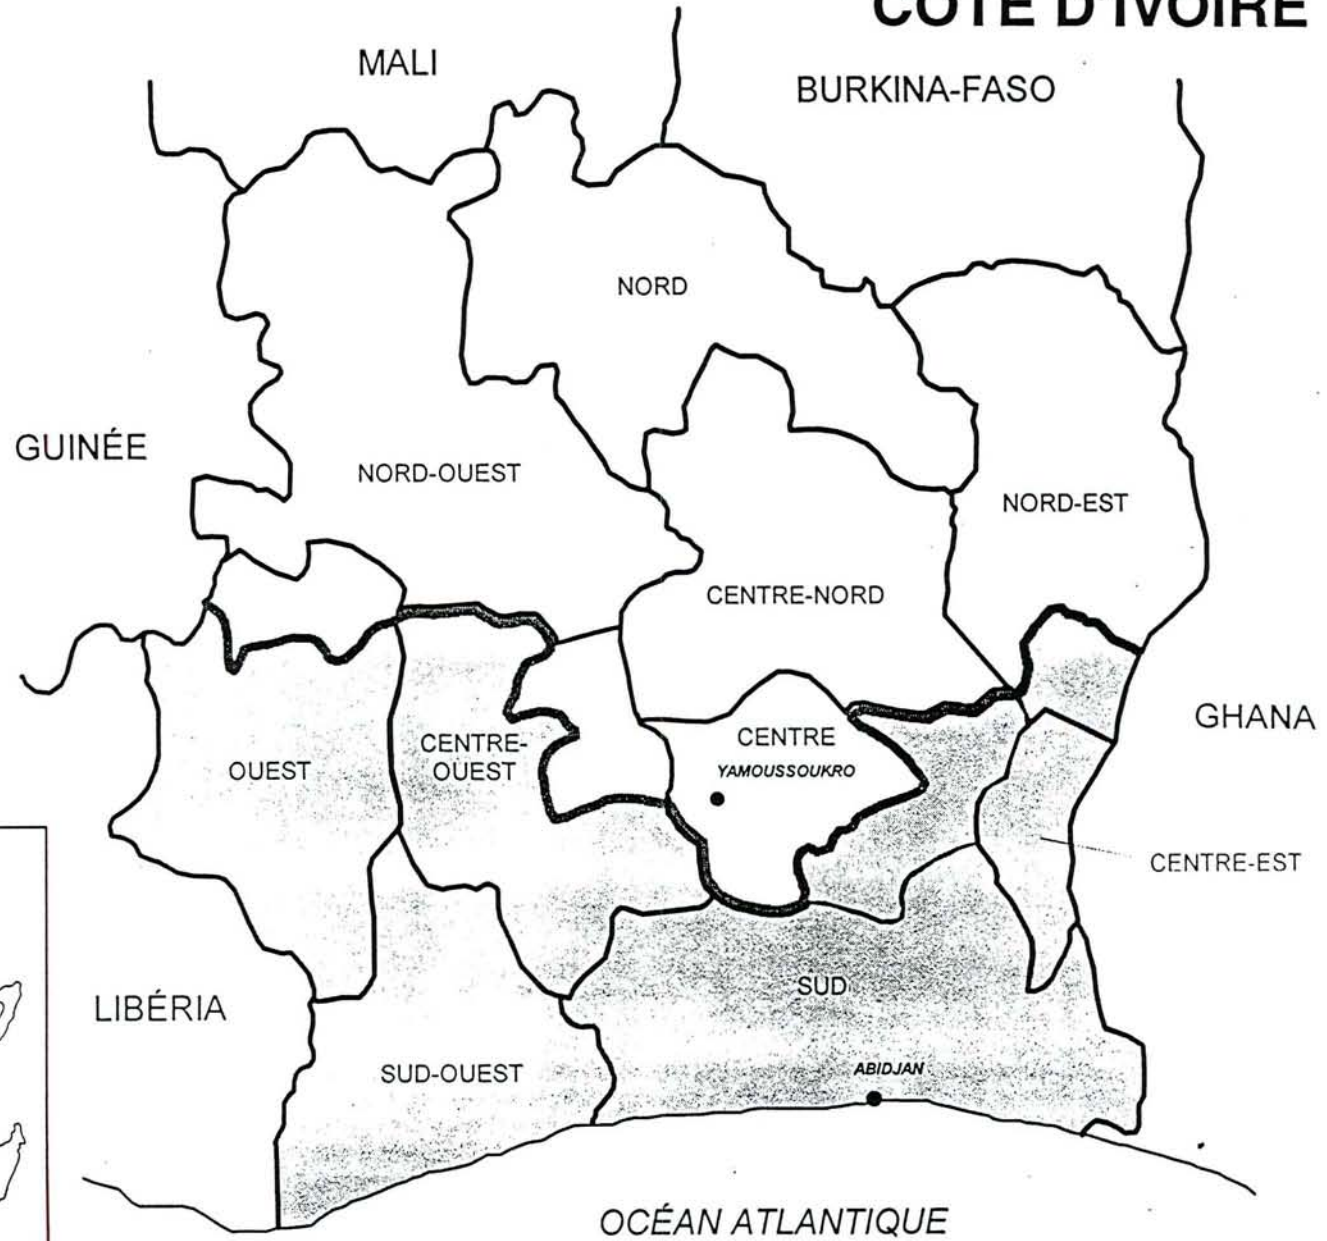 CÔTE D'IVOIRE
MALI
BURKINA-FASO
NORD
GUINÉE
NORD-OUEST
NORD-EST
CENTRE-NORD
GHANA
CENTRE
YAMOUSSOUKRO
CENTRE-
OUEST
OUEST
CENTRE-EST
SUD
LIBÉRIA
SUD-OUEST
ABIDJAN
OCÉAN ATLANTIQUE